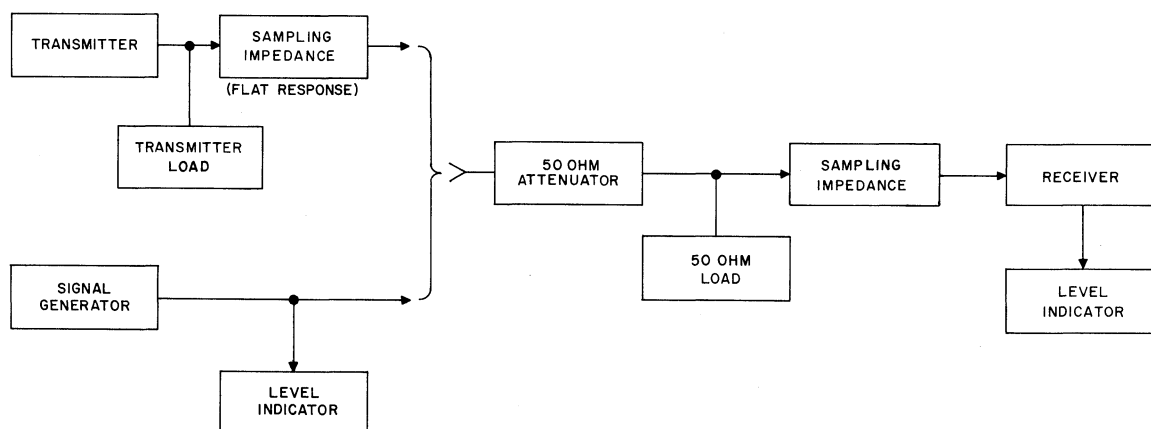 TRANSMITTER
SAMPLING
IMPEDANCE
(FLAT RESPONSE)
TRANSMITTER
LOAD
50 OHM
ATTENUATOR
SAMPLING
IMPEDANCE
RECEIVER
50 OHM
LOAD
SIGNAL
GENERATOR
LEVEL
INDICATOR
LEVEL
INDICATOR